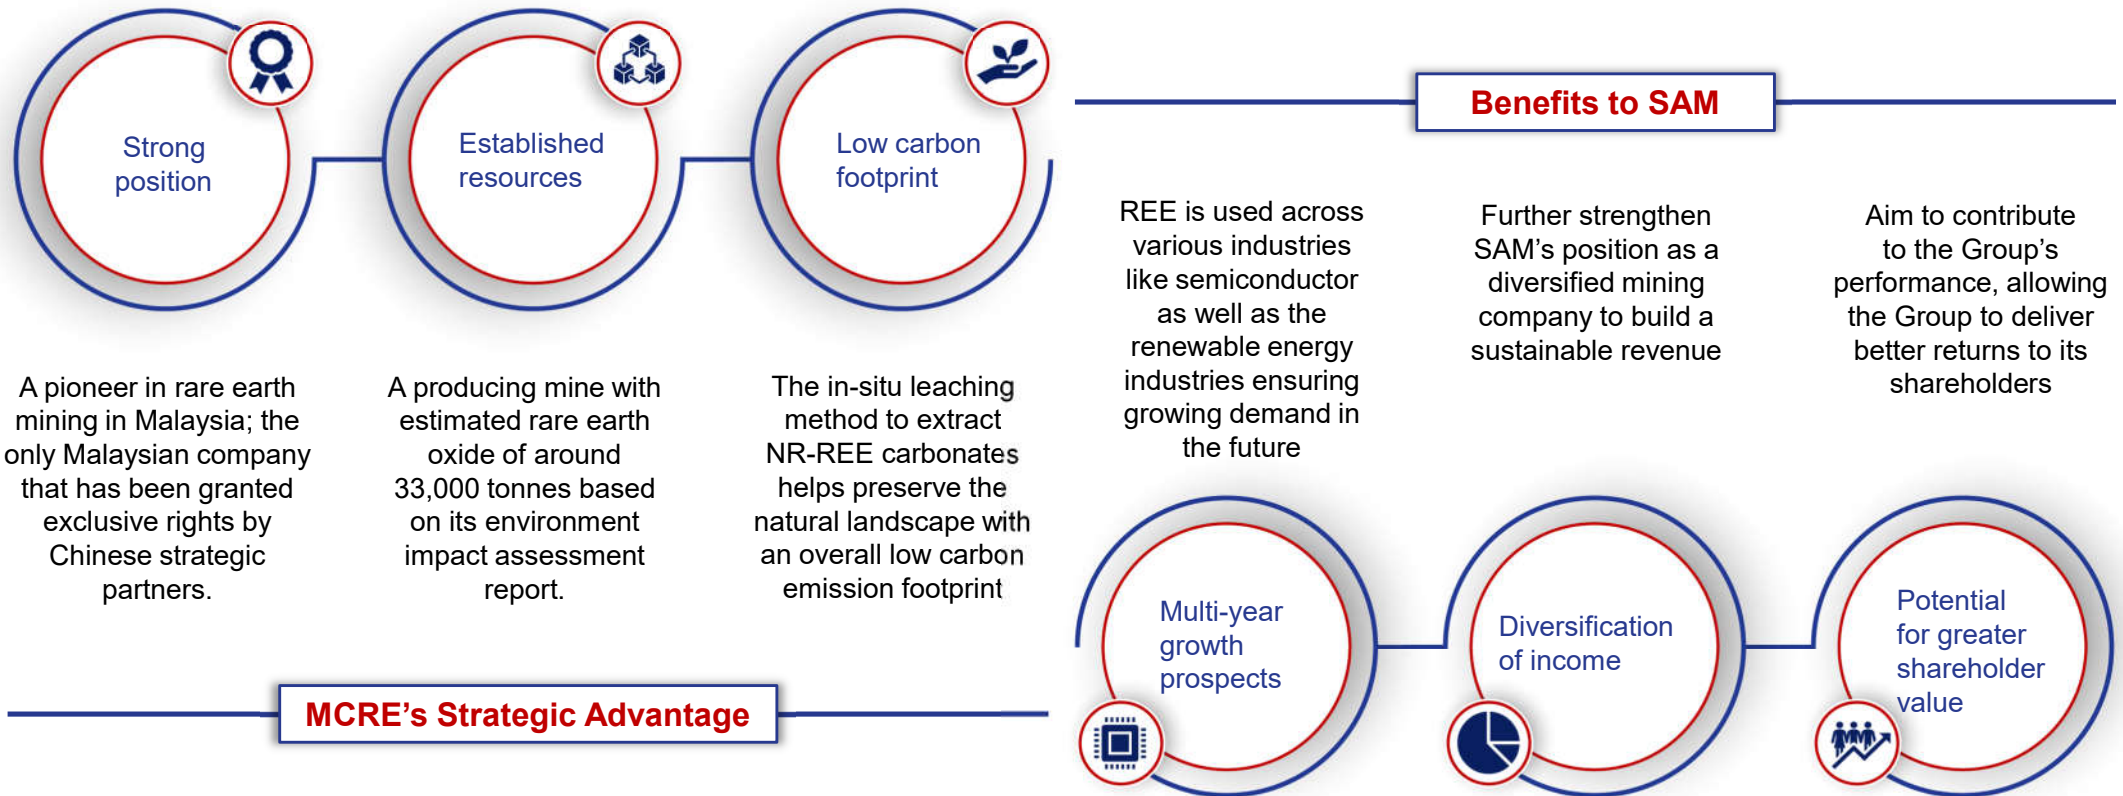 Strong
position
A pioneer in rare earth
mining in Malaysia; the
only Malaysian company
that has been granted
exclusive rights by
Chinese strategic
partners.
Established
resources
A producing mine with
estimated rare earth
oxide of around
33,000 tonnes based
on its environment
impact assessment
report.
Low carbon
footprint
The in-situ leaching
method to extract
NR-REE carbonates
helps preserve the
natural landscape with
an overall low carbon
emission footprint
MCRE's Strategic Advantage
Benefits to SAM
REE is used across
various industries
like semiconductor
as well as the
renewable energy
industries ensuring
growing demand in
the future
Multi-year
growth
prospects
Further strengthen
SAM's position as a
diversified mining
company to build a
sustainable revenue
Diversification
of income
Aim to contribute
to the Group's
performance, allowing
the Group to deliver
better returns to its
shareholders
Potential
for greater
shareholder
value